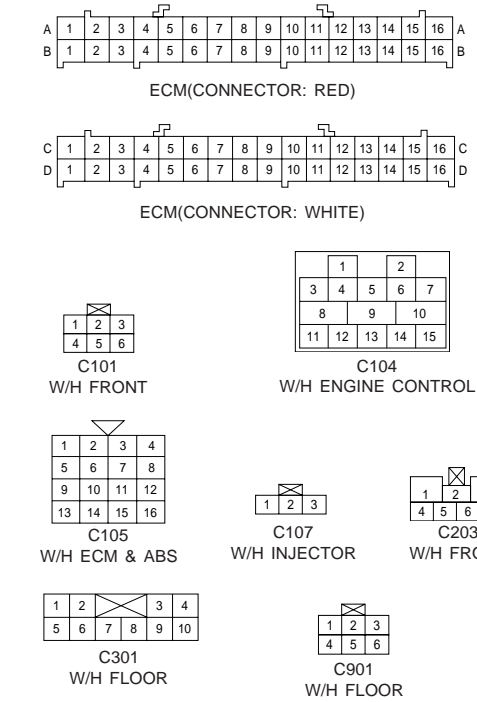 A 1 2 3 4 5 6 7 8 9 10 11 12 13 14 15 16 A
B 1 2 3 4 5 6 7 8 9 10 11 12 13 14 15 16 B
ECM(CONNECTOR: RED)
C 1 2 3 4 5 6 7 8 9 10 11 12 13 14 15 16 C
D 1 2 3 4 5 6 7 8 9 10 11 12 13 14 15 16 D
ECM(CONNECTOR: WHITE)
1 2 3
4 5 6
C101
W/H FRONT
1 2
3 4 5 6 7
8 9 10
11 12 13 14 15
C104
W/H ENGINE CONTROL
1 2 3 4
5 6 7 8
9 10 11 12
13 14 15 16
C105
W/H ECM & ABS
1 2 3
C107
W/H INJECTOR
1 2
4 5 6
C203
W/H FRO
1 2 3 4
5 6 7 8 9 10
C301
W/H FLOOR
1 2 3
4 5 6
C901
W/H FLOOR